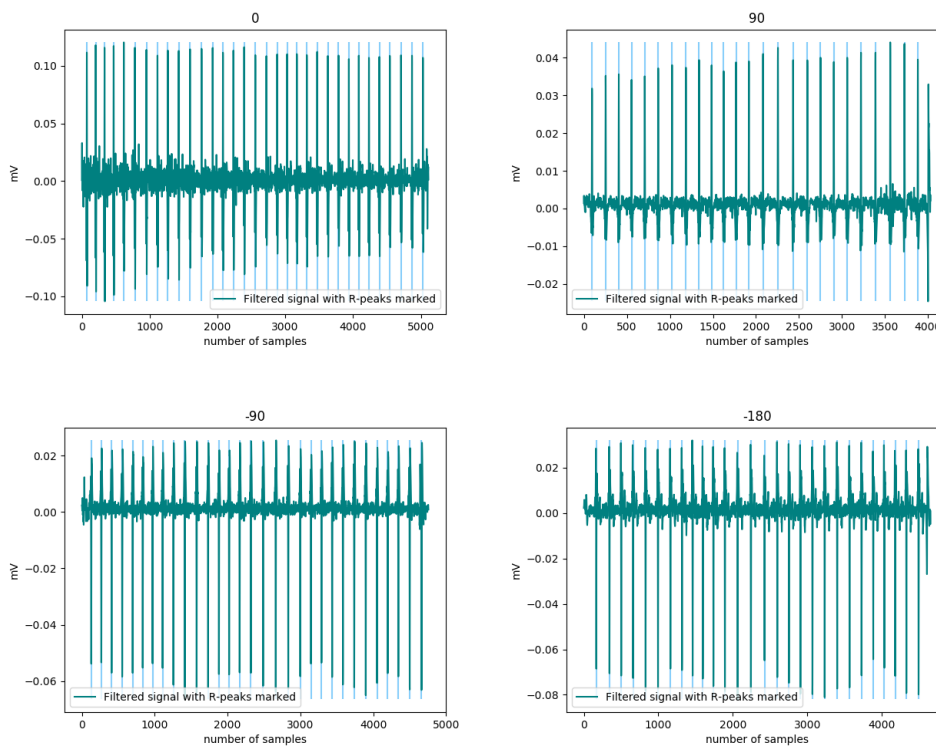 0
0.10
0.05
0.00
−0.05
−0.10
mV
Filtered signal with R-peaks marked
0 1000 2000 3000 4000 5000
number of samples
90
0.04
0.03
0.02
0.01
0.00
−0.01
−0.02
mV
Filtered signal with R-peaks marked
0 500 1000 1500 2000 2500 3000 3500 4000
number of samples
-90
0.02
0.00
−0.02
−0.04
−0.06
mV
Filtered signal with R-peaks marked
0 1000 2000 3000 4000 5000
number of samples
-180
0.02
0.00
−0.02
−0.04
−0.06
−0.08
mV
Filtered signal with R-peaks marked
0 1000 2000 3000 4000
number of samples